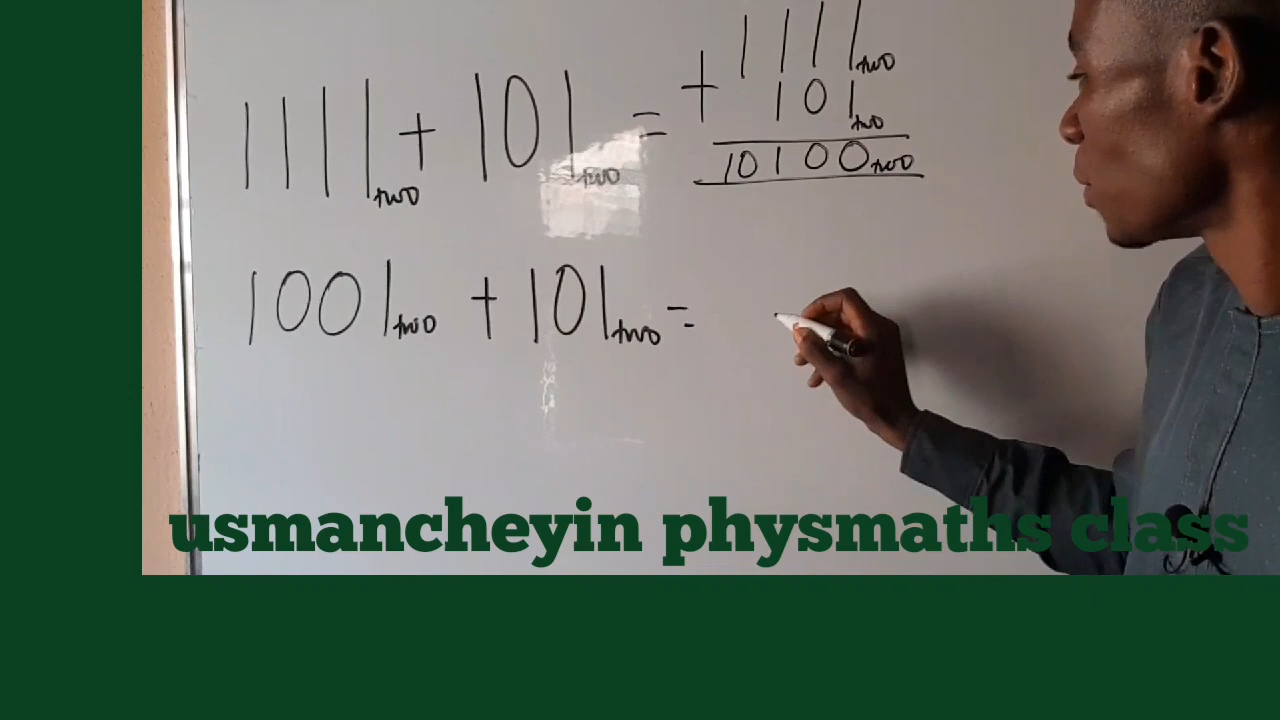 1111two + 101two =
+ 1111two
101two
10100two
1001two + 101two =
usmancheyin physmaths class